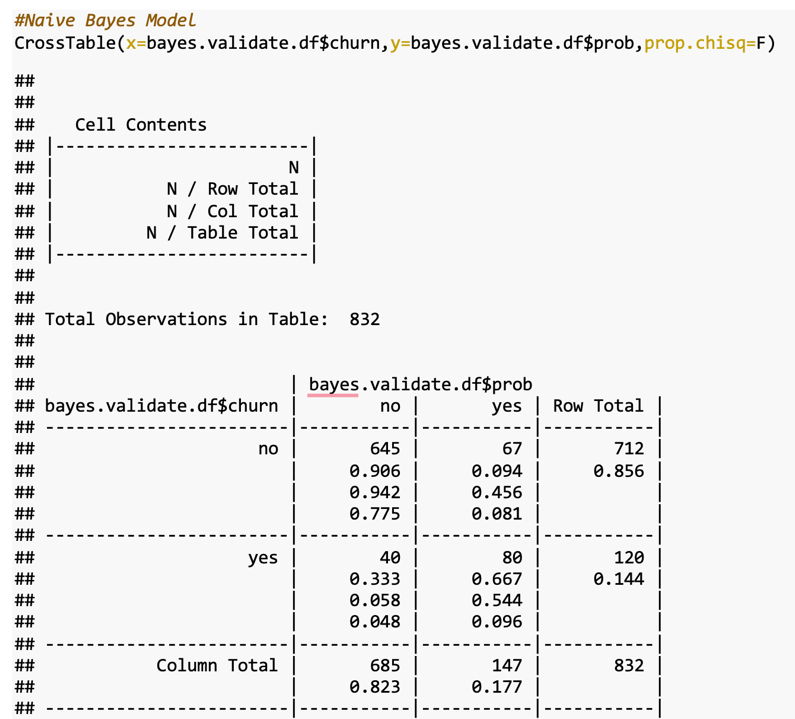 #Naive Bayes Model
CrossTable(x=bayes.validate.df$churn,y=bayes.validate.df$prob,prop.chisq=F)
##
##
##    Cell Contents
## |-------------------------|
## |                       N |
## |           N / Row Total |
## |           N / Col Total |
## |         N / Table Total |
## |-------------------------|
##
##
## Total Observations in Table:  832
##
##
##                        | bayes.validate.df$prob
## bayes.validate.df$churn |        no |       yes | Row Total |
## ------------------------|-----------|-----------|-----------|
##                      no |       645 |        67 |       712 |
##                         |     0.906 |     0.094 |     0.856 |
##                         |     0.942 |     0.456 |           |
##                         |     0.775 |     0.081 |           |
## ------------------------|-----------|-----------|-----------|
##                     yes |        40 |        80 |       120 |
##                         |     0.333 |     0.667 |     0.144 |
##                         |     0.058 |     0.544 |           |
##                         |     0.048 |     0.096 |           |
## ------------------------|-----------|-----------|-----------|
##            Column Total |       685 |       147 |       832 |
##                         |     0.823 |     0.177 |           |
## ------------------------|-----------|-----------|-----------|